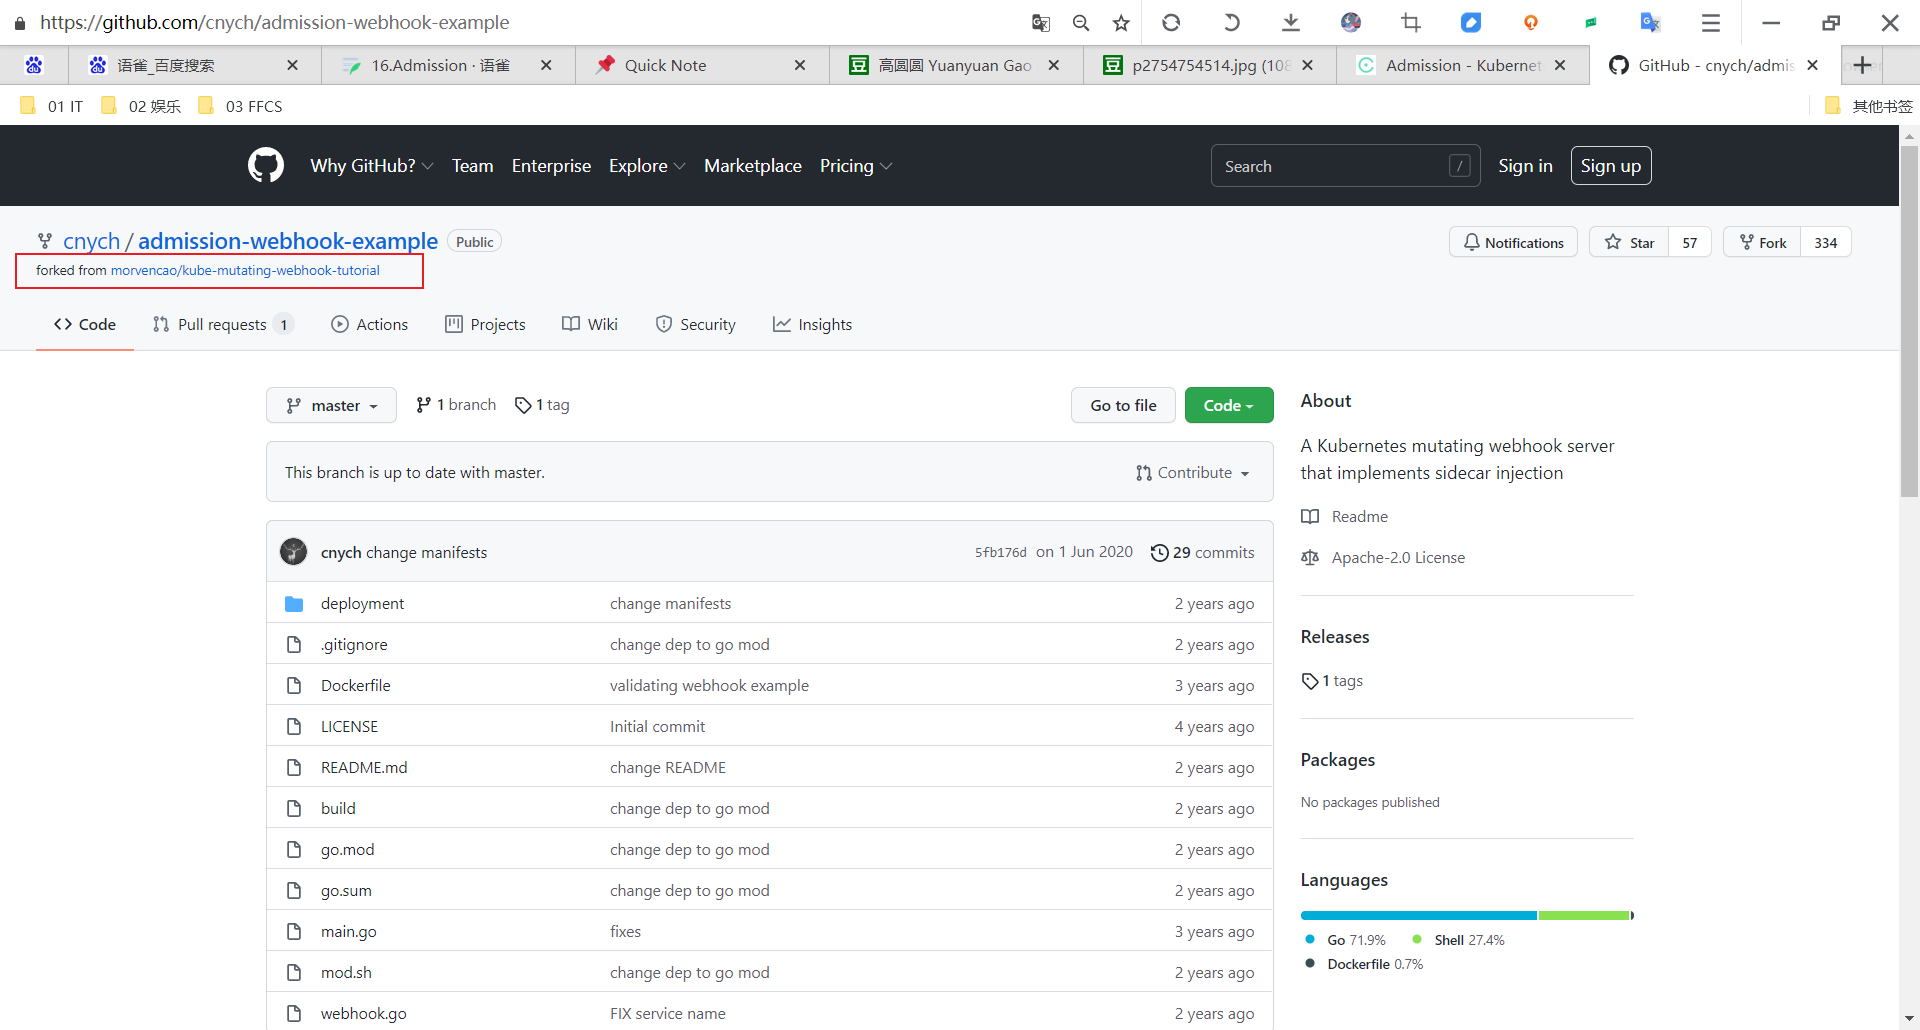 https://github.com/cnych/admission-webhook-example
语雀_百度搜索
16.Admission · 语雀
Quick Note
高圆圆 Yuanyuan Gao
p2754754514.jpg (108
Admission - Kubernet
GitHub - cnych/admis
01 IT
02 娱乐
03 FFCS
其他书签
Why GitHub?
Team
Enterprise
Explore
Marketplace
Pricing
Search
/
Sign in
Sign up
cnych / admission-webhook-example
Public
forked from morvencao/kube-mutating-webhook-tutorial
Notifications
Star
57
Fork
334
Code
Pull requests 1
Actions
Projects
Wiki
Security
Insights
master
1 branch
1 tag
Go to file
Code
This branch is up to date with master.
Contribute
cnych change manifests
5fb176d on 1 Jun 2020
29 commits
deployment
change manifests
2 years ago
.gitignore
change dep to go mod
2 years ago
Dockerfile
validating webhook example
3 years ago
LICENSE
Initial commit
4 years ago
README.md
change README
2 years ago
build
change dep to go mod
2 years ago
go.mod
change dep to go mod
2 years ago
go.sum
change dep to go mod
2 years ago
main.go
fixes
3 years ago
mod.sh
change dep to go mod
2 years ago
webhook.go
FIX service name
2 years ago
About
A Kubernetes mutating webhook server
that implements sidecar injection
Readme
Apache-2.0 License
Releases
1 tags
Packages
No packages published
Languages
Go 71.9%
Shell 27.4%
Dockerfile 0.7%